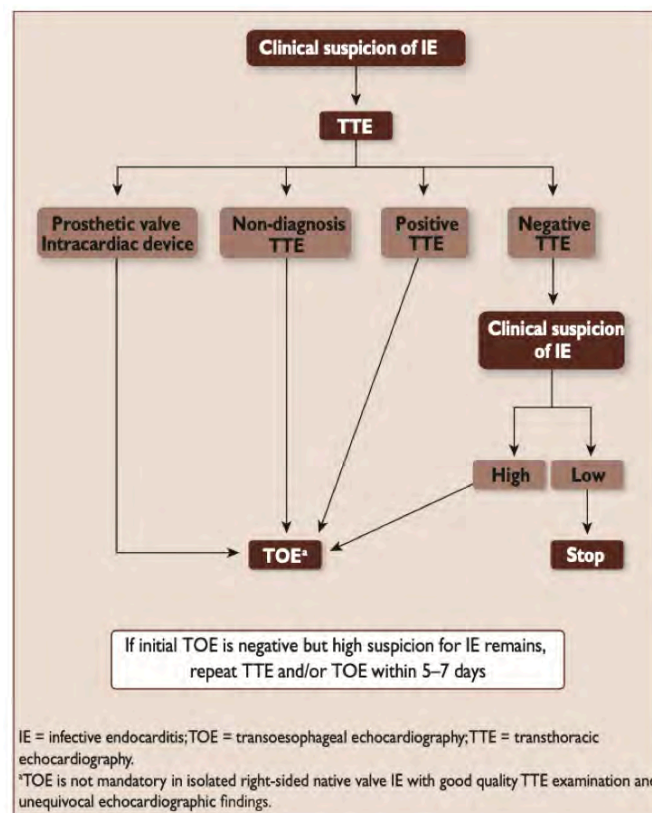 Clinical suspicion of IE
TTE
Prosthetic valve
Intracardiac device
Non-diagnosis
TTE
Positive
TTE
Negative
TTE
Clinical suspicion
of IE
High
Low
TOEᵃ
Stop
If initial TOE is negative but high suspicion for IE remains,
repeat TTE and/or TOE within 5–7 days
IE = infective endocarditis; TOE = transoesophageal echocardiography; TTE = transthoracic
echocardiography.
ᵃTOE is not mandatory in isolated right-sided native valve IE with good quality TTE examination and
unequivocal echocardiographic findings.